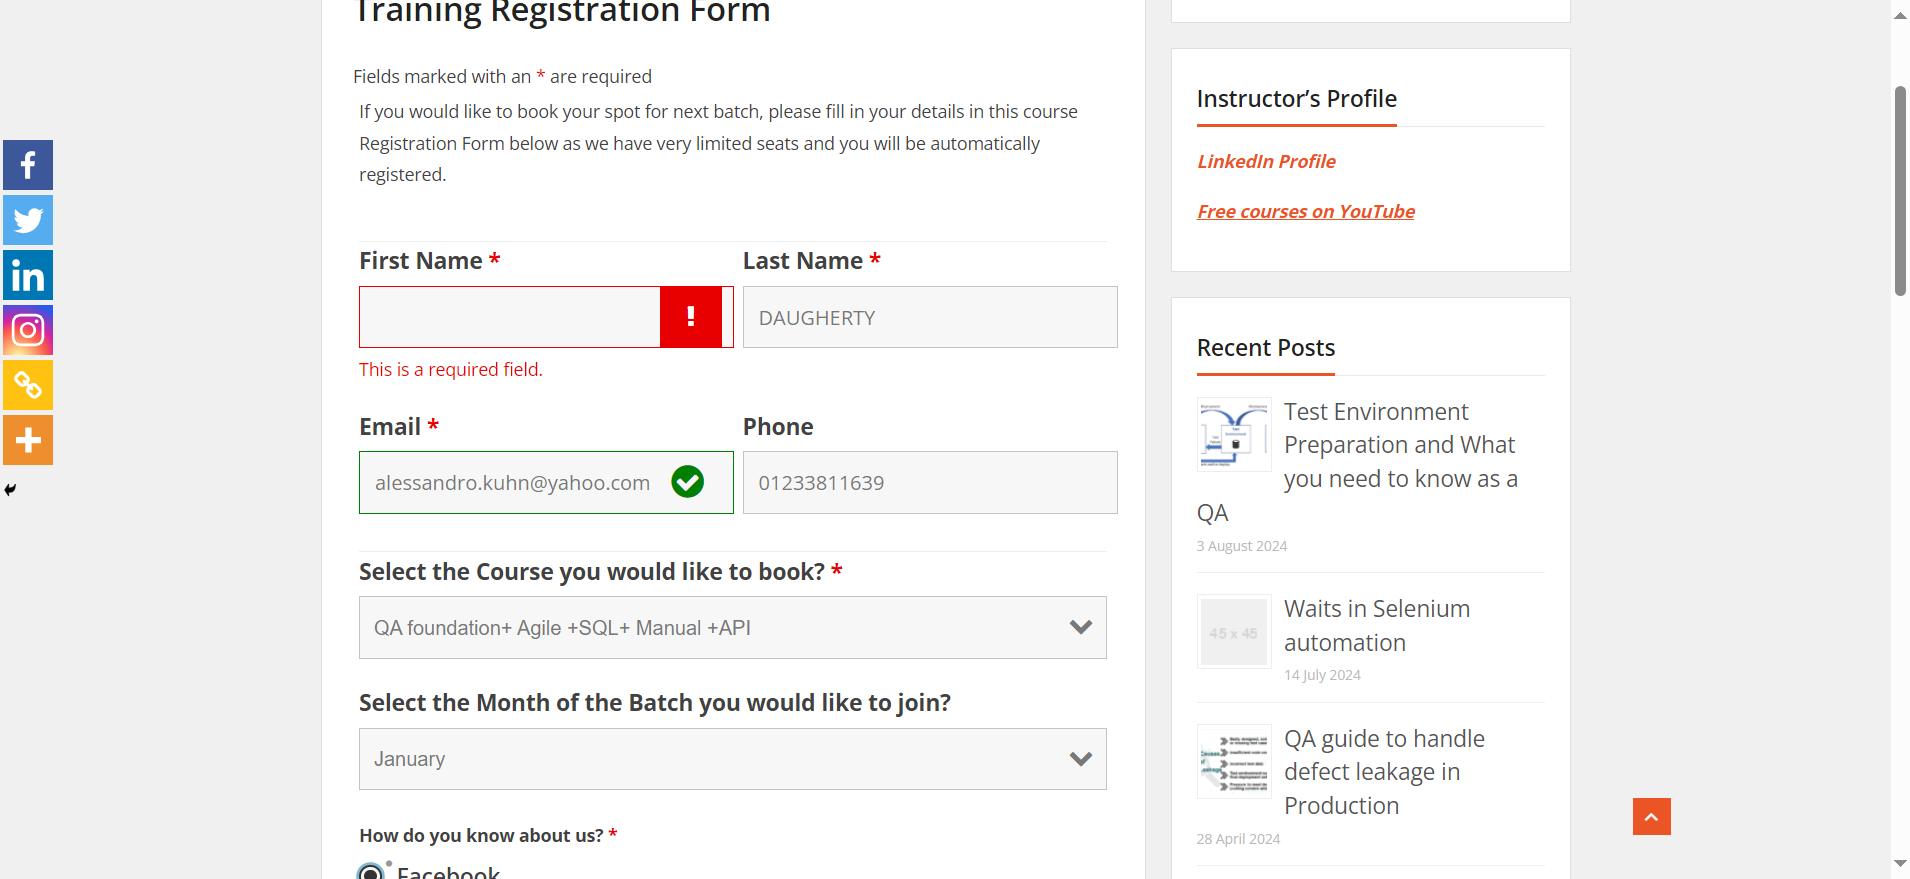 Training Registration Form
Fields marked with an * are required
If you would like to book your spot for next batch, please fill in your details in this course
Registration Form below as we have very limited seats and you will be automatically
registered.
First Name *
Last Name *
!
DAUGHERTY
This is a required field.
Email *
Phone
alessandro.kuhn@yahoo.com
01233811639
Select the Course you would like to book? *
QA foundation+ Agile +SQL+ Manual +API
Select the Month of the Batch you would like to join?
January
How do you know about us? *
Facebook
Instructor’s Profile
LinkedIn Profile
Free courses on YouTube
Recent Posts
Test Environment
Preparation and What
you need to know as a
QA
3 August 2024
45 x 45
Waits in Selenium
automation
14 July 2024
QA guide to handle
defect leakage in
Production
28 April 2024